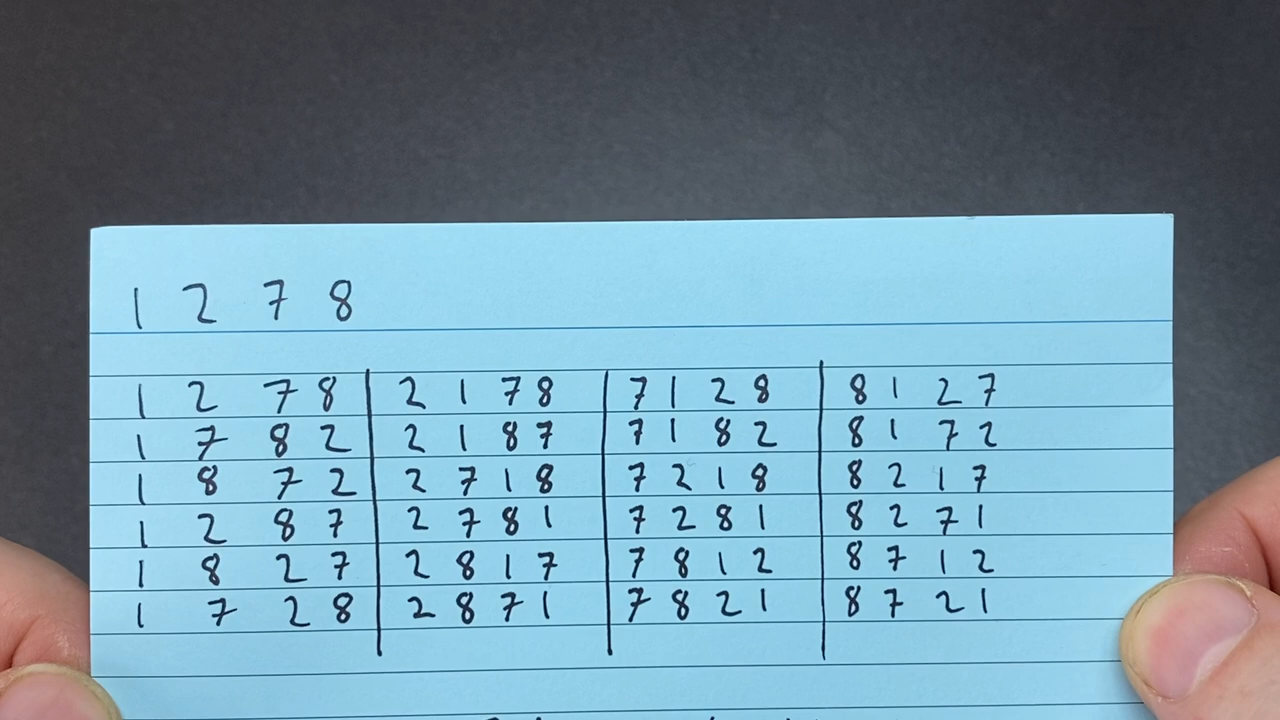 1 2 7 8
1 2 7 8 2 1 7 8 7 1 2 8 8 1 2 7
1 7 8 2 2 1 8 7 7 1 8 2 8 1 7 2
1 8 7 2 2 7 1 8 7 2 1 8 8 2 1 7
1 2 8 7 2 7 8 1 7 2 8 1 8 2 7 1
1 8 2 7 2 8 1 7 7 8 1 2 8 7 1 2
1 7 2 8 2 8 7 1 7 8 2 1 8 7 2 1